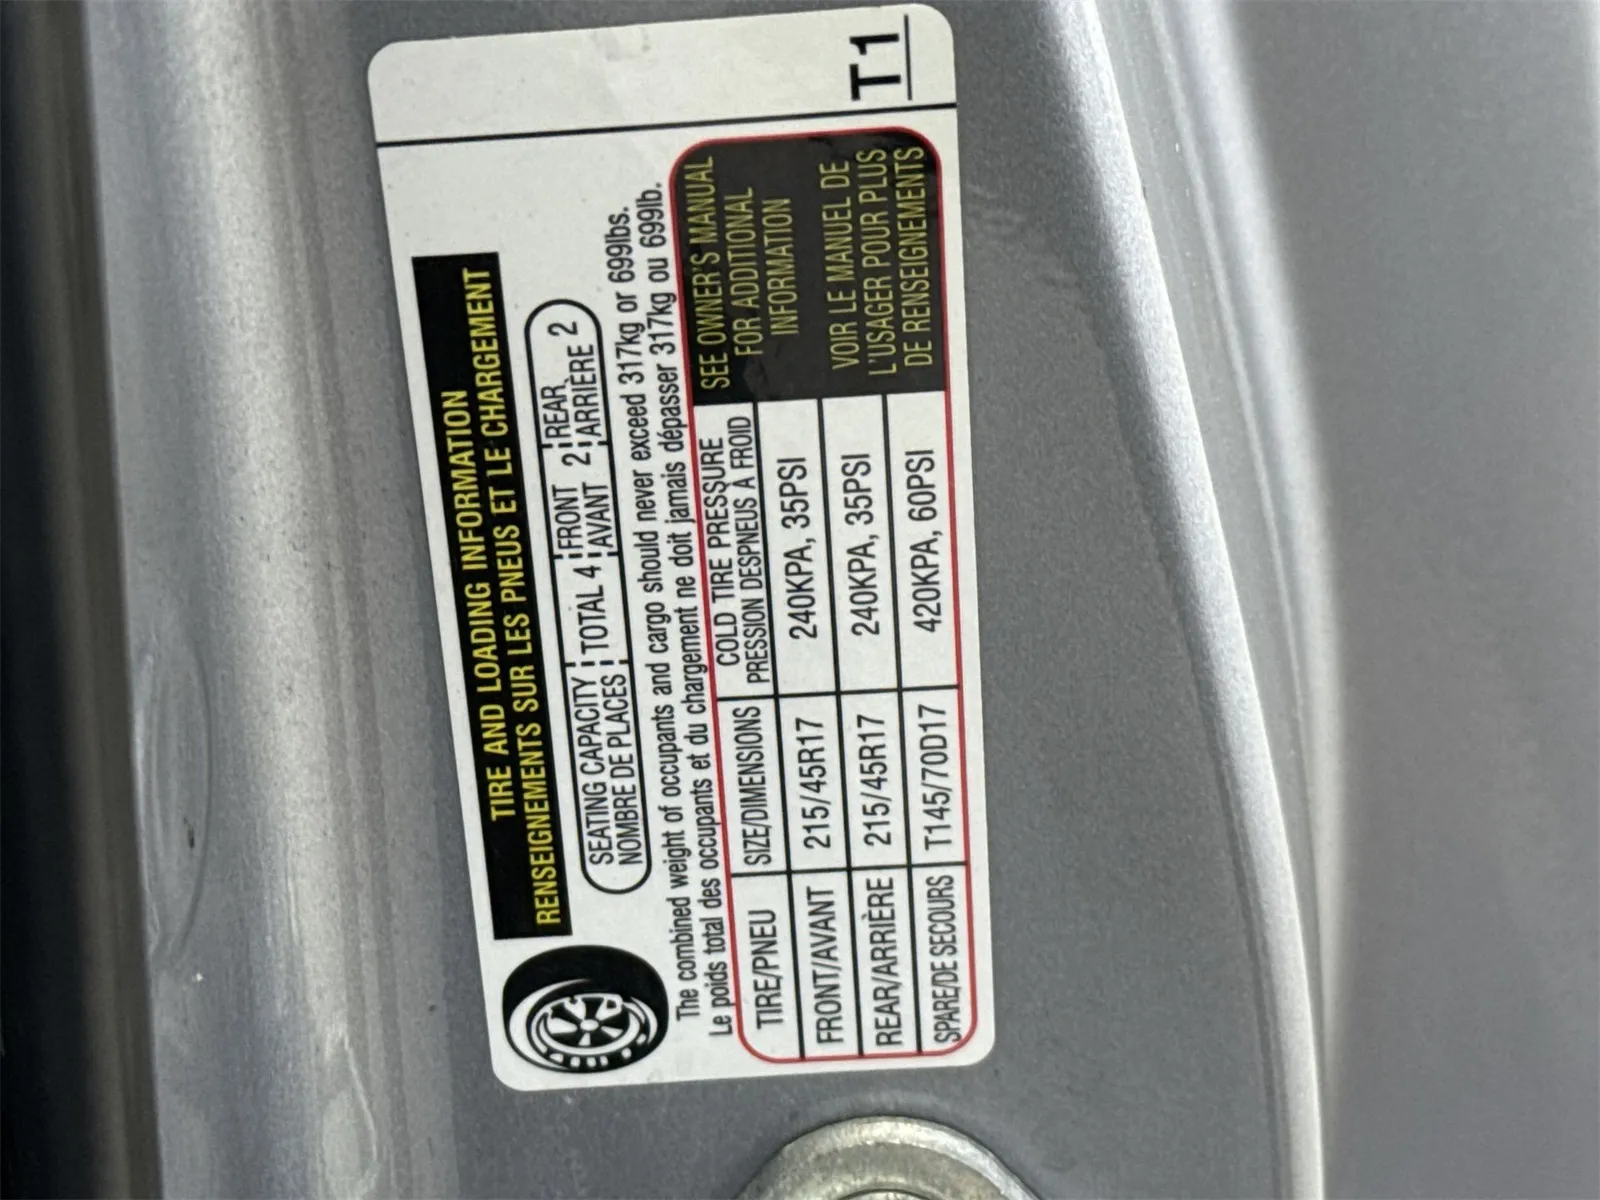 TIRE AND LOADING INFORMATION
RENSEIGNEMENTS SUR LES PNEUS ET LE CHARGEMENT
SEATING CAPACITY TOTAL 4 FRONT 2 REAR 2
NOMBRE DE PLACES AVANT ARRIÈRE
The combined weight of occupants and cargo should never exceed 317kg or 699lbs.
Le poids total des occupants et du chargement ne doit jamais dépasser 317kg ou 699lb.
TIRE/PNEU SIZE/DIMENSIONS COLD TIRE PRESSURE
PRESSION DESPNEUS À FROID
FRONT/AVANT 215/45R17 240KPA, 35PSI
REAR/ARRIÈRE 215/45R17 240KPA, 35PSI
SPARE/DE SECOURS T145/70D17 420KPA, 60PSI
SEE OWNER'S MANUAL
FOR ADDITIONAL
INFORMATION
VOIR LE MANUEL DE
L'USAGER POUR PLUS
DE RENSEIGNEMENTS
T1